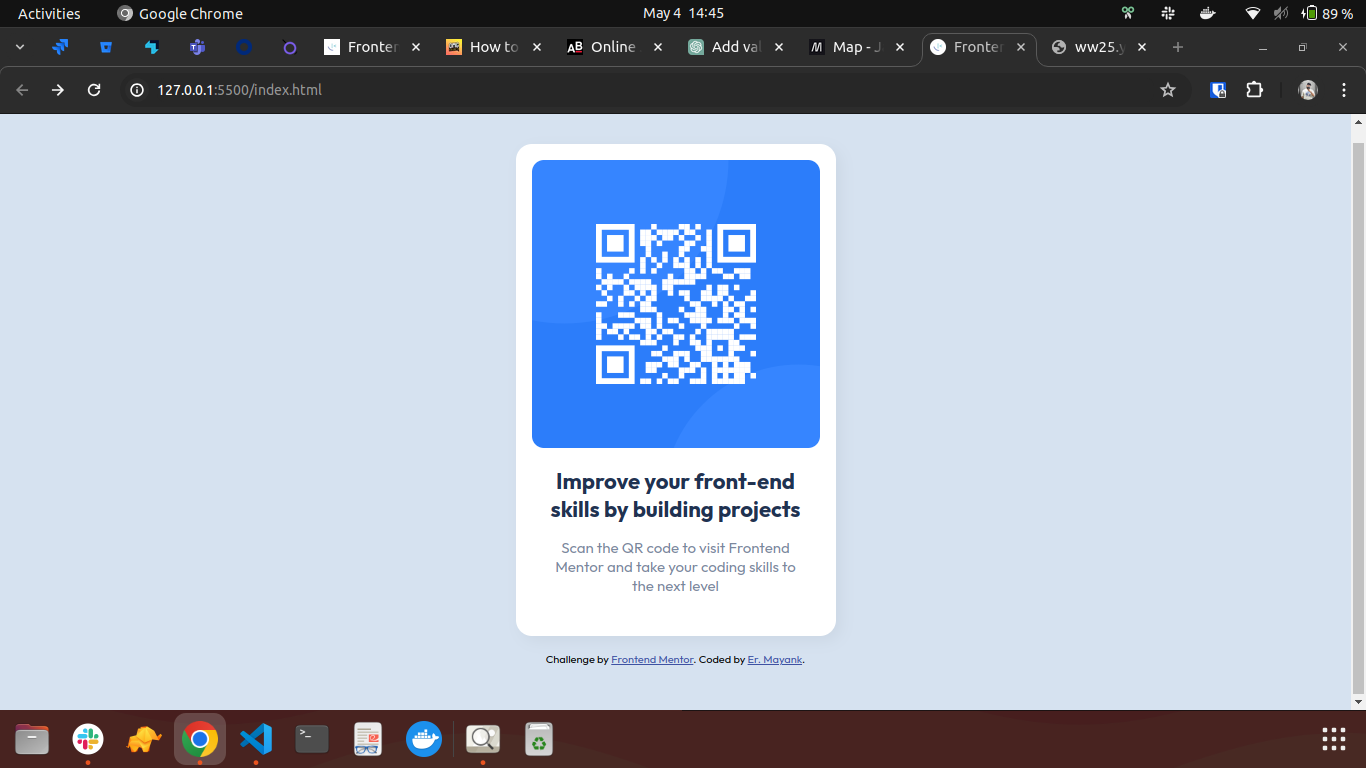 Activities Google Chrome May 4 14:45 89 %
Fronter How to Online Add val Map - J Fronter ww25.y
127.0.0.1:5500/index.html
Improve your front-end
skills by building projects
Scan the QR code to visit Frontend
Mentor and take your coding skills to
the next level
Challenge by Frontend Mentor. Coded by Er. Mayank.